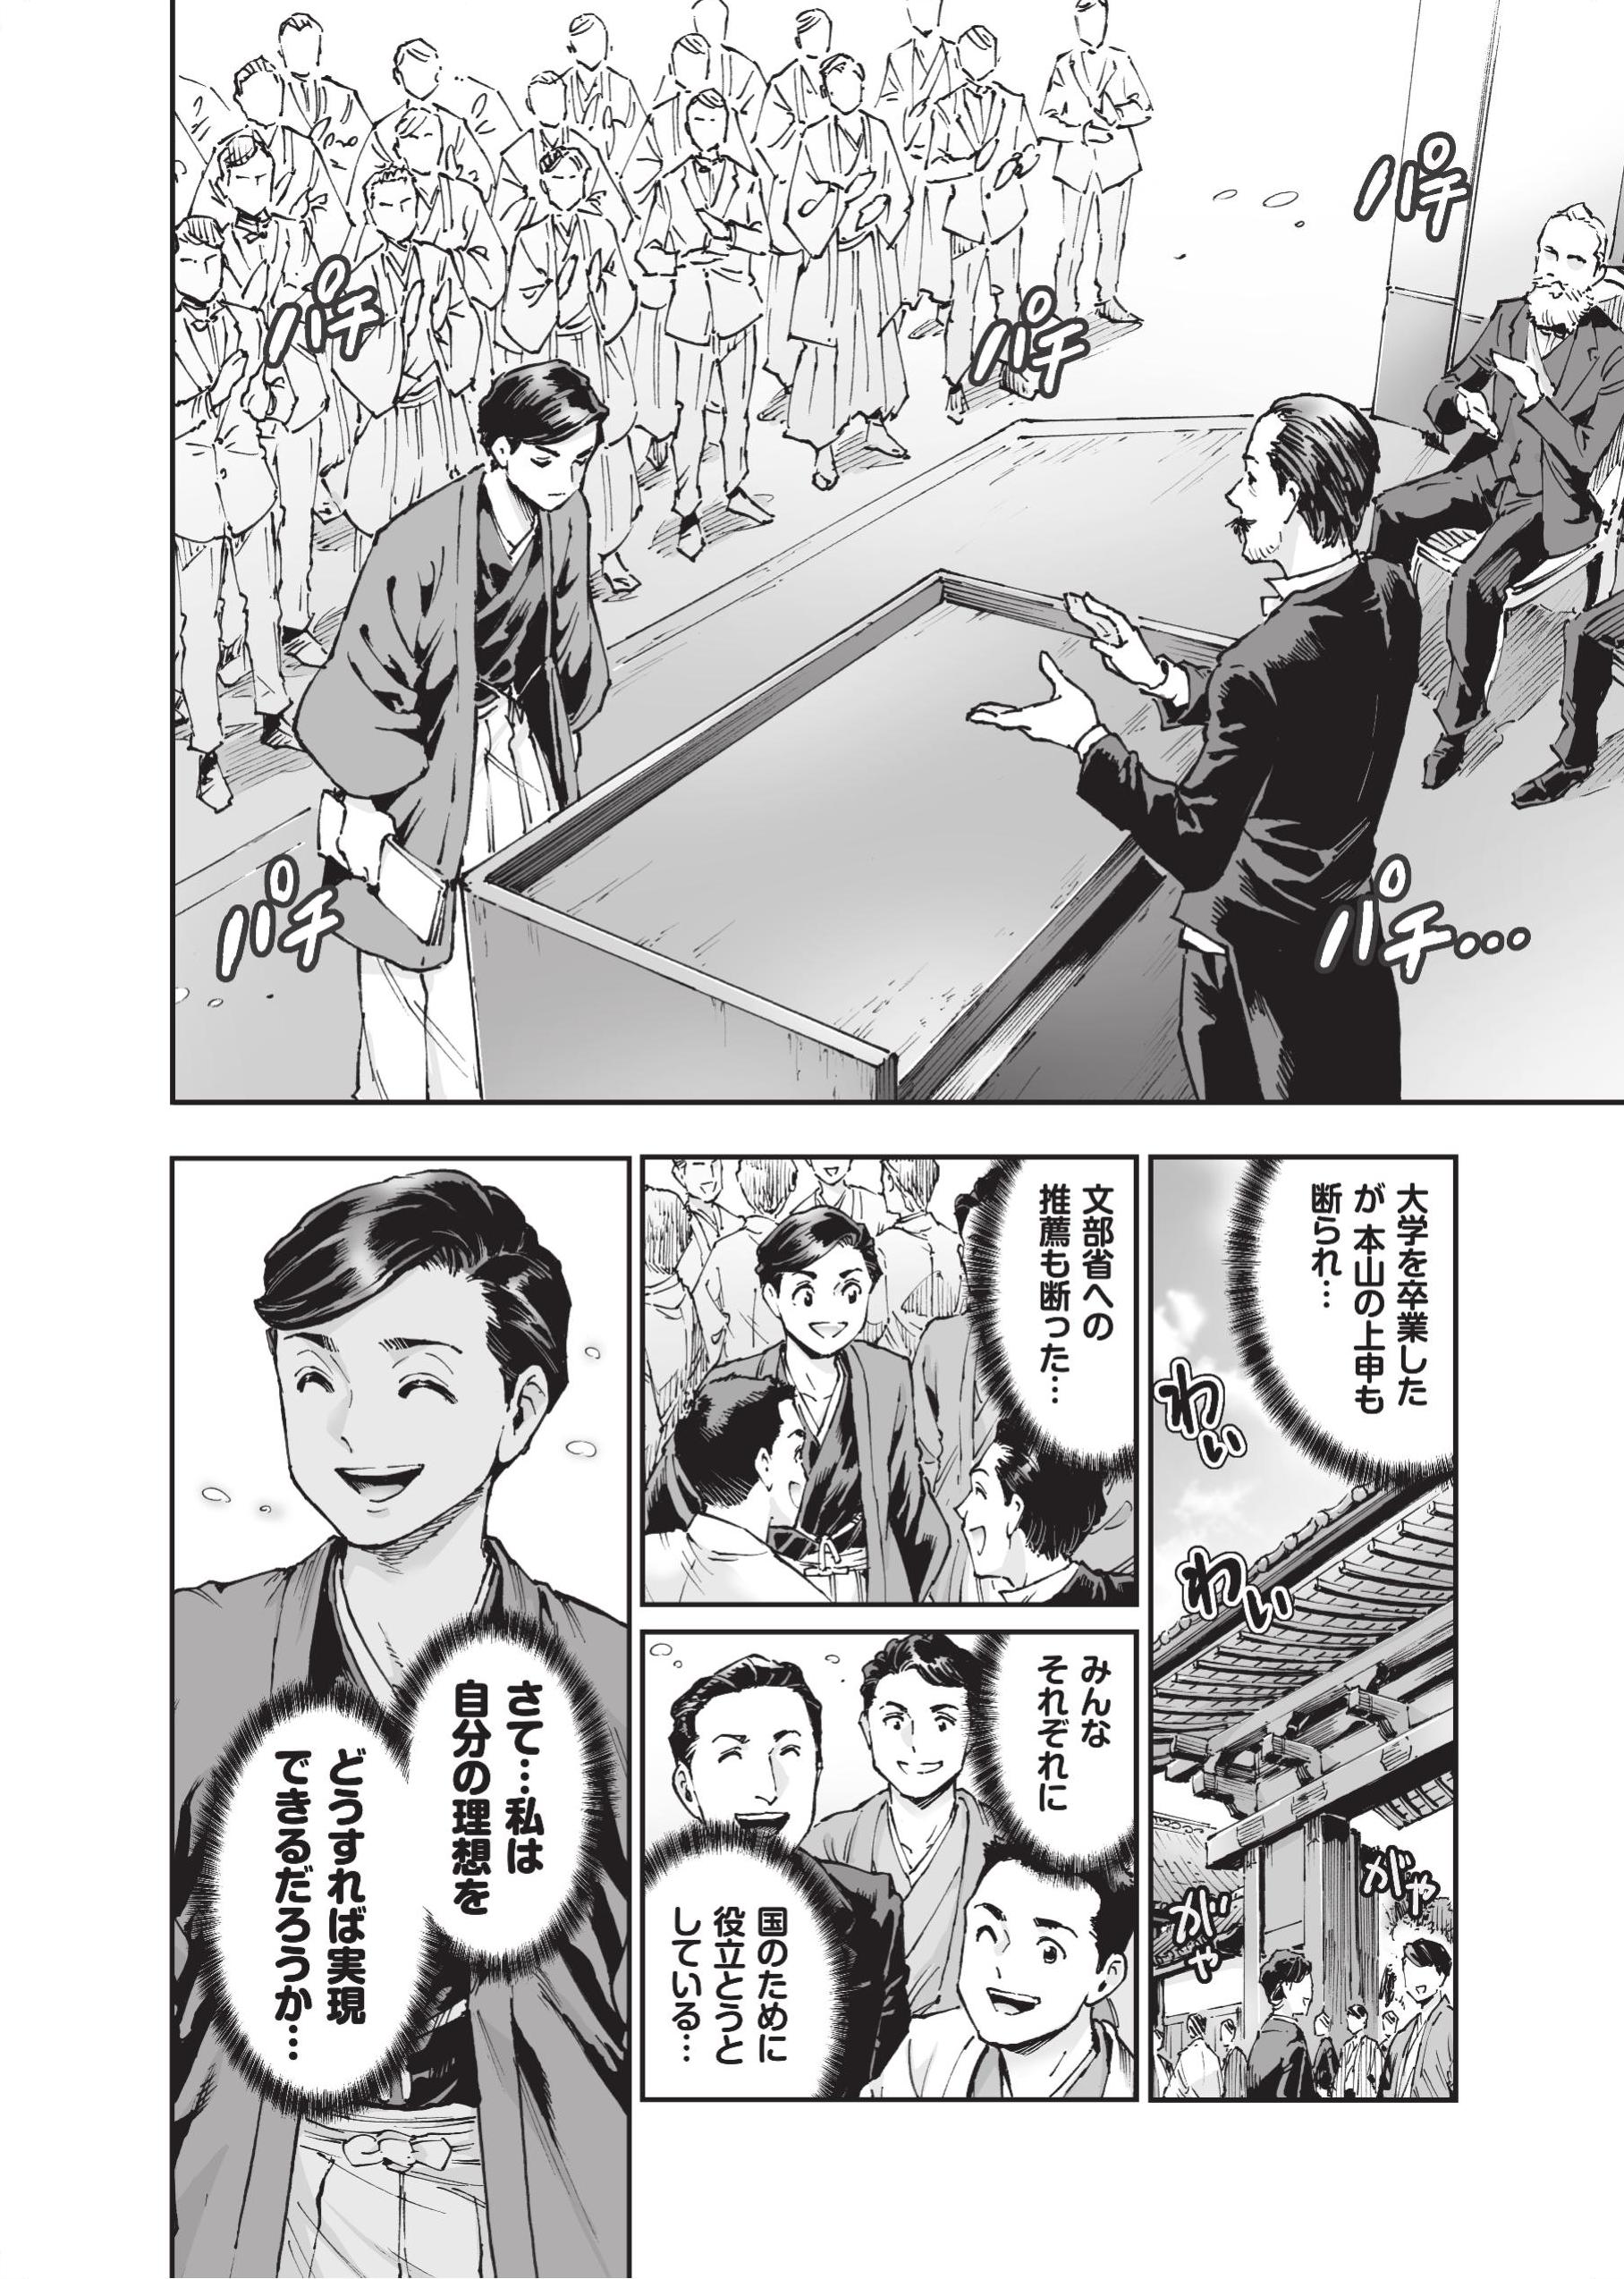 パチ
パチ
パチ
パチ
パチ…
大学を卒業した
が 本山の上申も
断られ…
わい
わい
がや
がや
文部省への
推薦も断った…
みんな
それぞれに
国のために
役立とうと
している…
さて…私は
自分の理想を
どうすれば実現
できるだろうか…